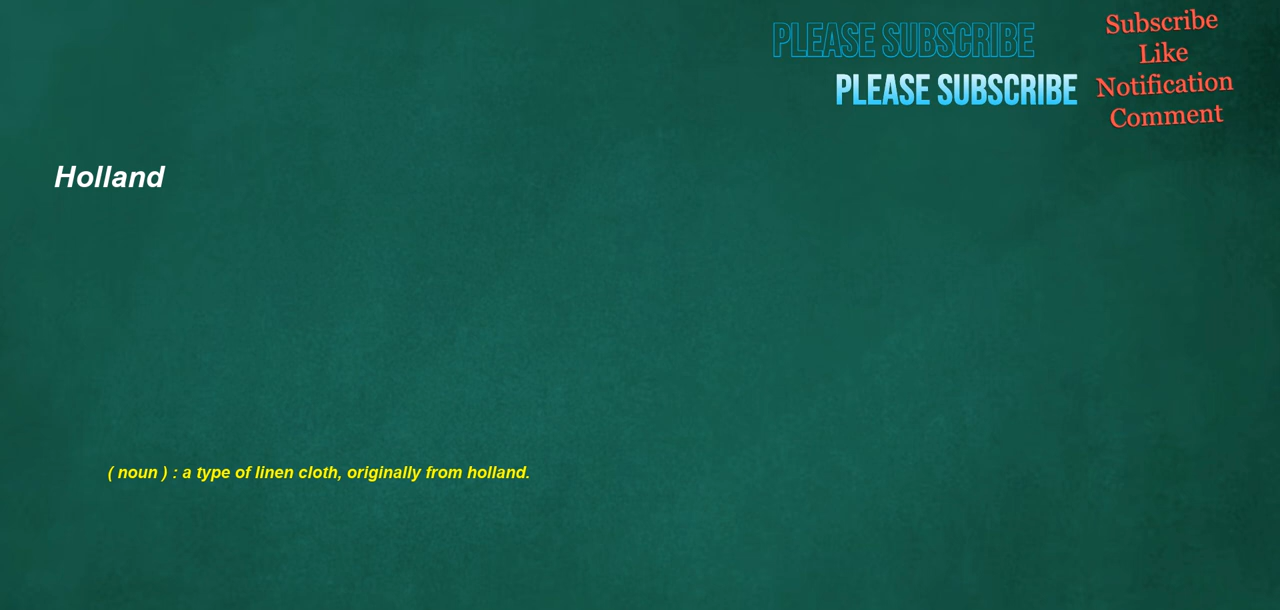 PLEASE SUBSCRIBE
PLEASE SUBSCRIBE
Subscribe
Like
Notification
Comment
Holland
( noun ) : a type of linen cloth, originally from holland.